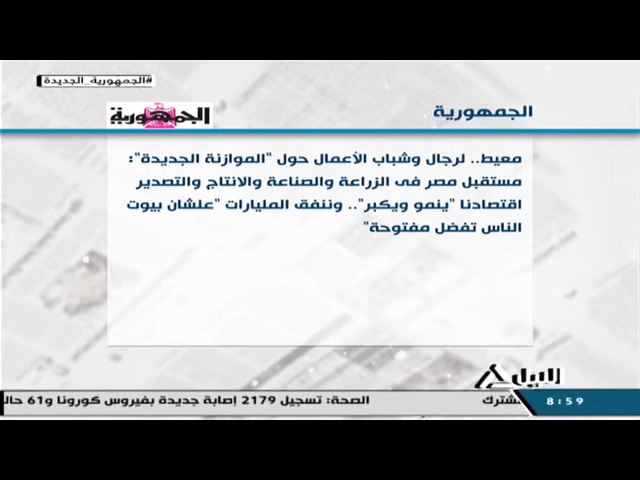 #الجمهورية_الجديدة
الجمهورية
الجمهورية
معيط.. لرجال وشباب الأعمال حول "الموازنة الجديدة":
مستقبل مصر فى الزراعة والصناعة والانتاج والتصدير
اقتصادنا "ينمو ويكبر".. وننفق المليارات "علشان بيوت
الناس تفضل مفتوحة"
الصحة: تسجيل 2179 إصابة جديدة بفيروس كورونا و61
8:59